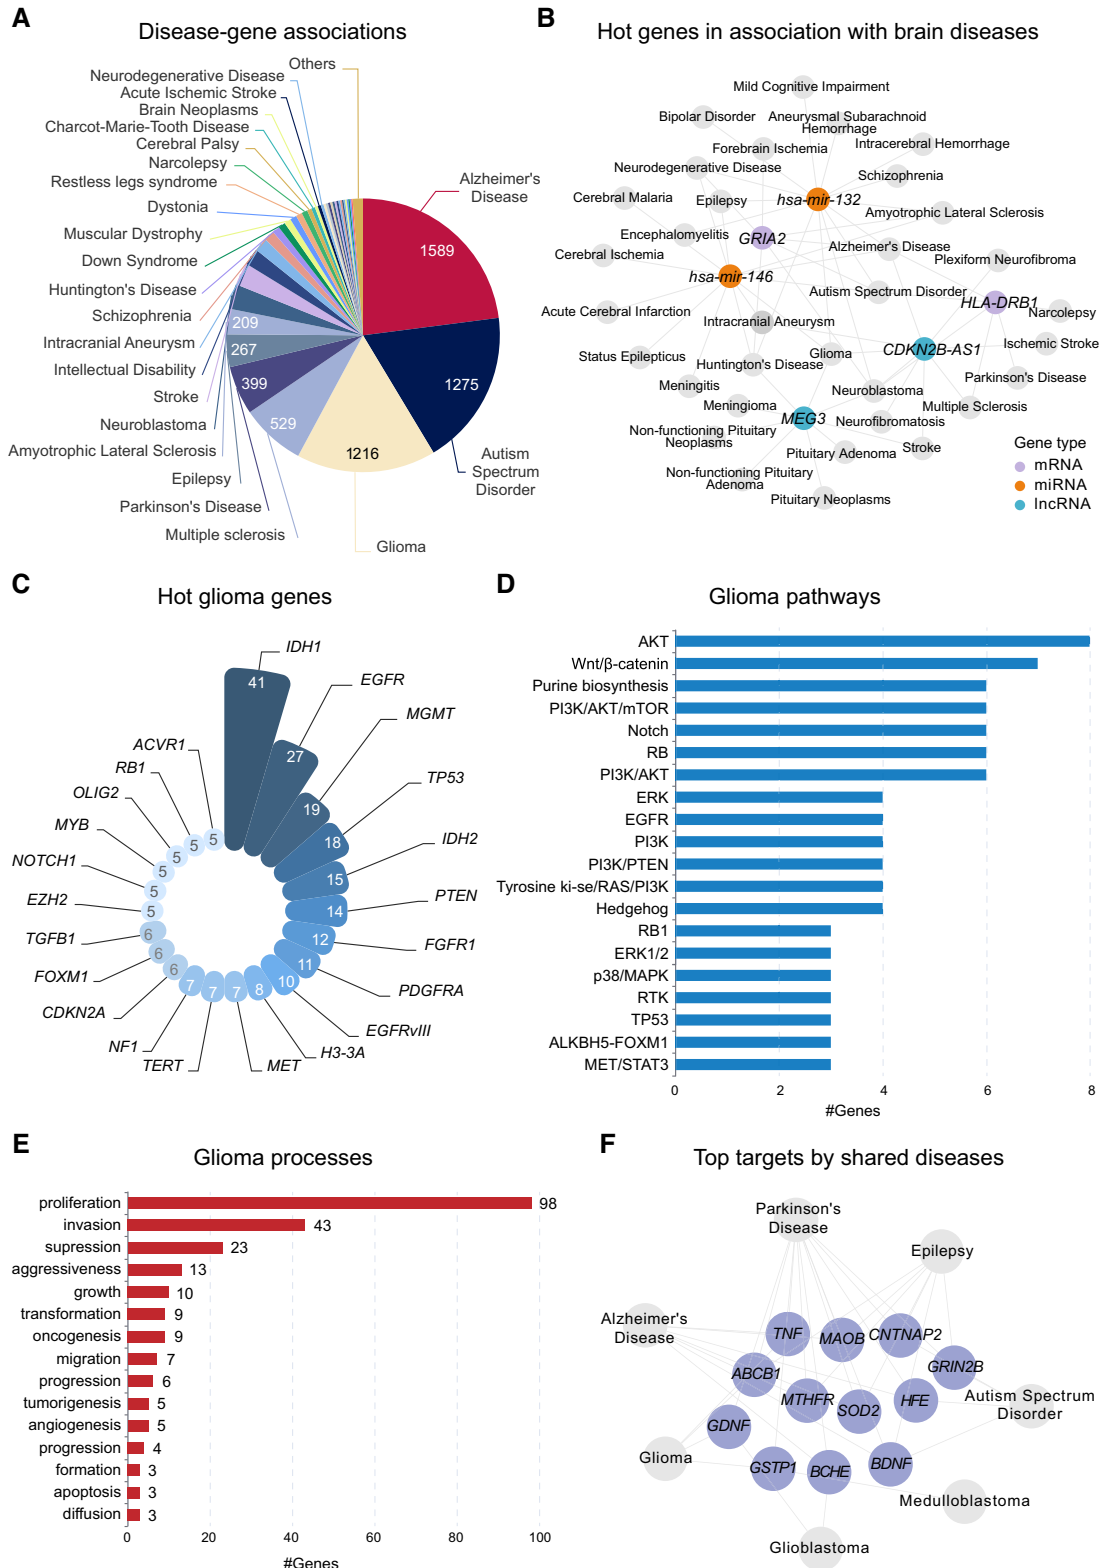 A
Disease-gene associations
Others
Neurodegenerative Disease
Acute Ischemic Stroke
Brain Neoplasms
Charcot-Marie-Tooth Disease
Cerebral Palsy
Narcolepsy
Restless legs syndrome
Dystonia
Muscular Dystrophy
Down Syndrome
Huntington's Disease
Schizophrenia
Intracranial Aneurysm
Intellectual Disability
Stroke
Neuroblastoma
Amyotrophic Lateral Sclerosis
Epilepsy
Parkinson's Disease
Multiple sclerosis
Glioma
Autism
Spectrum
Disorder
Alzheimer's
Disease
1589
1275
1216
529
399
267
209
B
Hot genes in association with brain diseases
Mild Cognitive Impairment
Bipolar Disorder
Aneurysmal Subarachnoid
Hemorrhage
Forebrain Ischemia
Intracerebral Hemorrhage
Neurodegenerative Disease
Schizophrenia
Cerebral Malaria
Epilepsy
hsa-mir-132
Amyotrophic Lateral Sclerosis
Encephalomyelitis
GRIA2
Alzheimer's Disease
Cerebral Ischemia
Plexiform Neurofibroma
hsa-mir-146
Autism Spectrum Disorder
HLA-DRB1
Acute Cerebral Infarction
Narcolepsy
Intracranial Aneurysm
Ischemic Stroke
Status Epilepticus
Glioma
CDKN2B-AS1
Huntington's Disease
Parkinson's Disease
Meningitis
Neuroblastoma
Meningioma
Multiple Sclerosis
MEG3
Neurofibromatosis
Non-functioning Pituitary
Neoplasms
Stroke
Pituitary Adenoma
Non-functioning Pituitary
Adenoma
Pituitary Neoplasms
Gene type
mRNA
miRNA
lncRNA
C
Hot glioma genes
IDH1
41
EGFR
27
MGMT
19
TP53
18
IDH2
15
PTEN
14
FGFR1
12
PDGFRA
11
EGFRvIII
10
H3-3A
8
MET
7
TERT
7
NF1
7
CDKN2A
6
FOXM1
6
TGFB1
6
EZH2
5
NOTCH1
5
MYB
5
OLIG2
5
RB1
5
ACVR1
5
D
Glioma pathways
AKT
Wnt/β-catenin
Purine biosynthesis
PI3K/AKT/mTOR
Notch
RB
PI3K/AKT
ERK
EGFR
PI3K
PI3K/PTEN
Tyrosine ki-se/RAS/PI3K
Hedgehog
RB1
ERK1/2
p38/MAPK
RTK
TP53
ALKBH5-FOXM1
MET/STAT3
0 2 4 6 8
#Genes
E
Glioma processes
proliferation 98
invasion 43
supression 23
aggressiveness 13
growth 10
transformation 9
oncogenesis 9
migration 7
progression 6
tumorigenesis 5
angiogenesis 5
progression 4
formation 3
apoptosis 3
diffusion 3
0 20 40 60 80 100
#Genes
F
Top targets by shared diseases
Parkinson's
Disease
Epilepsy
Alzheimer's
Disease
TNF
MAOB
CNTNAP2
GRIN2B
ABCB1
MTHFR
SOD2
HFE
Autism Spectrum
Disorder
GDNF
Glioma
GSTP1
BCHE
BDNF
Medulloblastoma
Glioblastoma